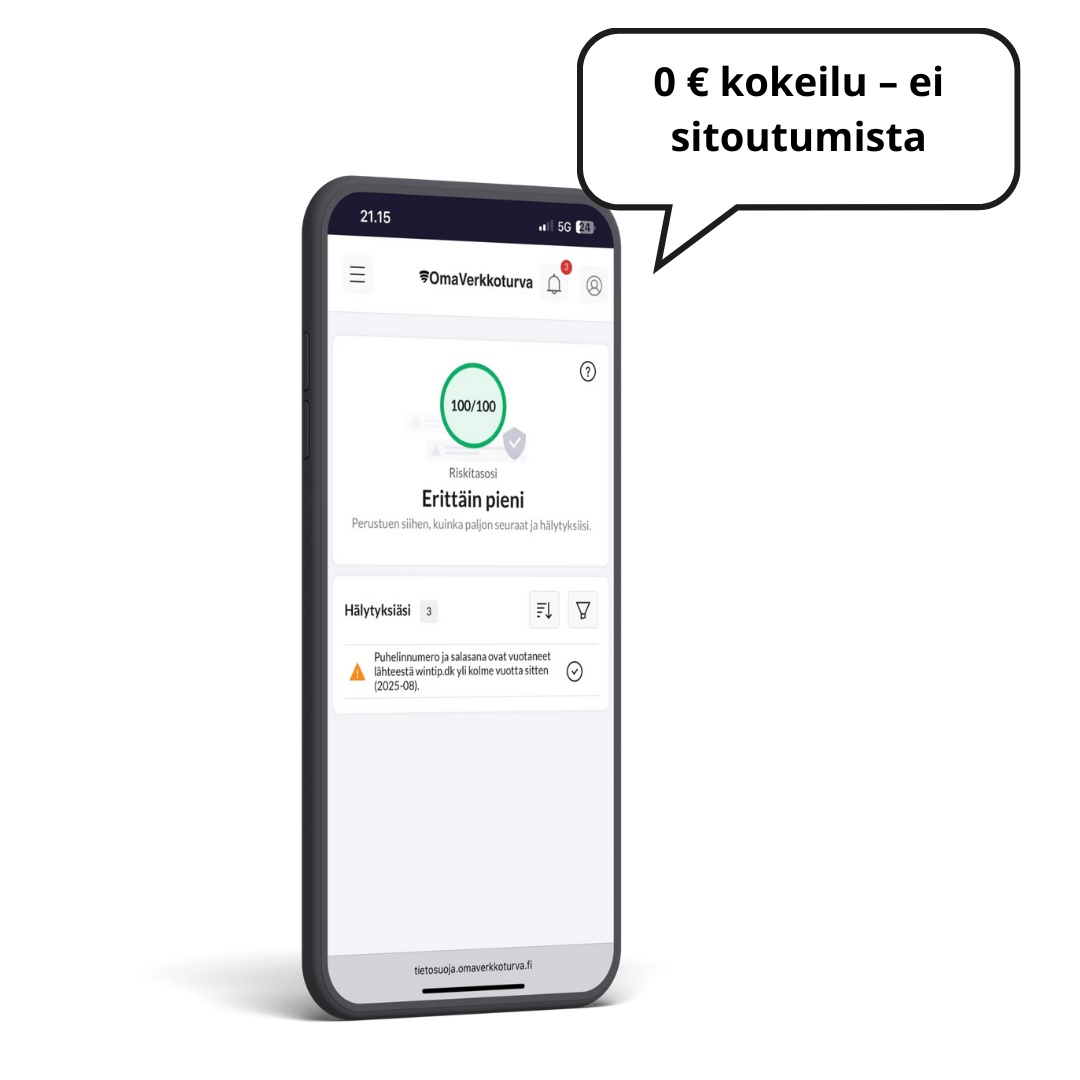 0 € kokeilu – ei
sitoutumista
21.15
5G 24
OmaVerkkoturva
3
?
100/100
Riskitasosi
Erittäin pieni
Perustuen siihen, kuinka paljon seuraat ja hälytyksiisi.
Hälytyksiäsi 3
Puhelinnumero ja salasana ovat vuotaneet
lähteestä wintip.dk yli kolme vuotta sitten
(2025-08).
tietosuoja.omaverkkoturva.fi